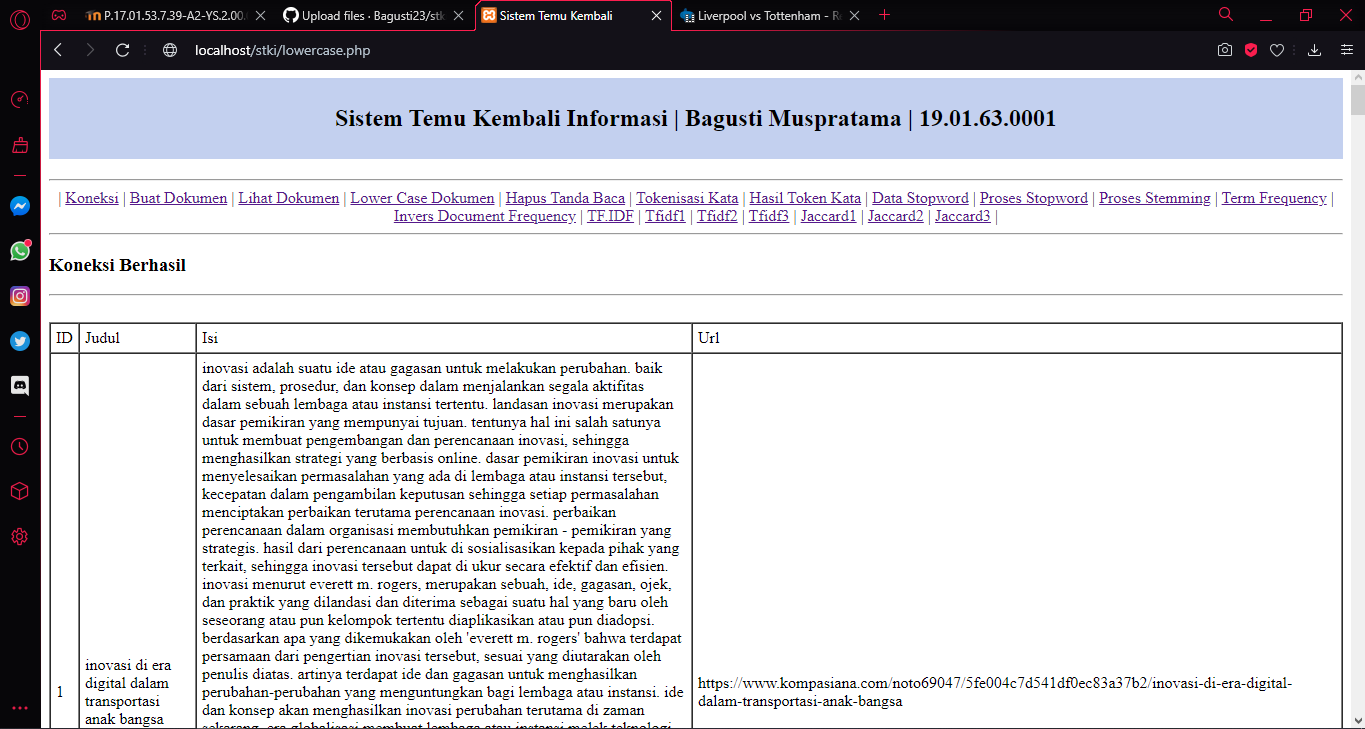 P.17.01.53.7.39-A2-YS.2.00.
Upload files · Bagusti23/stk
Sistem Temu Kembali
Liverpool vs Tottenham - R
localhost/stki/lowercase.php
Sistem Temu Kembali Informasi | Bagusti Muspratama | 19.01.63.0001
| Koneksi | Buat Dokumen | Lihat Dokumen | Lower Case Dokumen | Hapus Tanda Baca | Tokenisasi Kata | Hasil Token Kata | Data Stopword | Proses Stopword | Proses Stemming | Term Frequency |
Invers Document Frequency | TF.IDF | Tfidf1 | Tfidf2 | Tfidf3 | Jaccard1 | Jaccard2 | Jaccard3 |
Koneksi Berhasil
ID Judul Isi Url
1
inovasi di era
digital dalam
transportasi
anak bangsa
inovasi adalah suatu ide atau gagasan untuk melakukan perubahan. baik
dari sistem, prosedur, dan konsep dalam menjalankan segala aktifitas
dalam sebuah lembaga atau instansi tertentu. landasan inovasi merupakan
dasar pemikiran yang mempunyai tujuan. tentunya hal ini salah satunya
untuk membuat pengembangan dan perencanaan inovasi, sehingga
menghasilkan strategi yang berbasis online. dasar pemikiran inovasi untuk
menyelesaikan permasalahan yang ada di lembaga atau instansi tersebut,
kecepatan dalam pengambilan keputusan sehingga setiap permasalahan
menciptakan perbaikan terutama perencanaan inovasi. perbaikan
perencanaan dalam organisasi membutuhkan pemikiran - pemikiran yang
strategis. hasil dari perencanaan untuk di sosialisasikan kepada pihak yang
terkait, sehingga inovasi tersebut dapat di ukur secara efektif dan efisien.
inovasi menurut everett m. rogers, merupakan sebuah, ide, gagasan, ojek,
dan praktik yang dilandasi dan diterima sebagai suatu hal yang baru oleh
seseorang atau pun kelompok tertentu diaplikasikan atau pun diadopsi.
berdasarkan apa yang dikemukakan oleh 'everett m. rogers' bahwa terdapat
persamaan dari pengertian inovasi tersebut, sesuai yang diutarakan oleh
penulis diatas. artinya terdapat ide dan gagasan untuk menghasilkan
perubahan-perubahan yang menguntungkan bagi lembaga atau instansi. ide
dan konsep akan menghasilkan inovasi perubahan terutama di zaman
sekarang. era globalisasi membuat lembaga atau instansi melek teknologi
https://www.kompasiana.com/noto69047/5fe004c7d541df0ec83a37b2/inovasi-di-era-digital-
dalam-transportasi-anak-bangsa